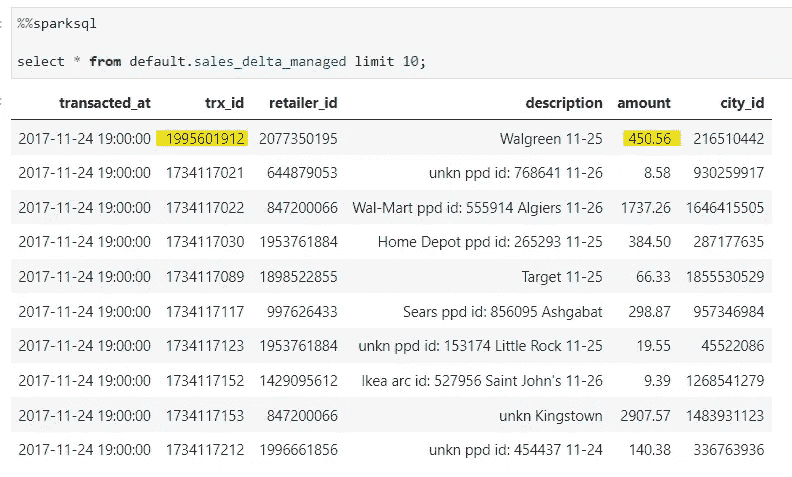 %%sparksql
select * from default.sales_delta_managed limit 10;
transacted_at trx_id retailer_id description amount city_id
2017-11-24 19:00:00 1995601912 2077350195 Walgreen 11-25 450.56 216510442
2017-11-24 19:00:00 1734117021 644879053 unkn ppd id: 768641 11-26 8.58 930259917
2017-11-24 19:00:00 1734117022 847200066 Wal-Mart ppd id: 555914 Algiers 11-26 1737.26 1646415505
2017-11-24 19:00:00 1734117030 1953761884 Home Depot ppd id: 265293 11-25 384.50 287177635
2017-11-24 19:00:00 1734117089 1898522855 Target 11-25 66.33 1855530529
2017-11-24 19:00:00 1734117117 997626433 Sears ppd id: 856095 Ashgabat 298.87 957346984
2017-11-24 19:00:00 1734117123 1953761884 unkn ppd id: 153174 Little Rock 11-25 19.55 45522086
2017-11-24 19:00:00 1734117152 1429095612 Ikea arc id: 527956 Saint John's 11-26 9.39 1268541279
2017-11-24 19:00:00 1734117153 847200066 unkn Kingstown 2907.57 1483931123
2017-11-24 19:00:00 1734117212 1996661856 unkn ppd id: 454437 11-24 140.38 336763936